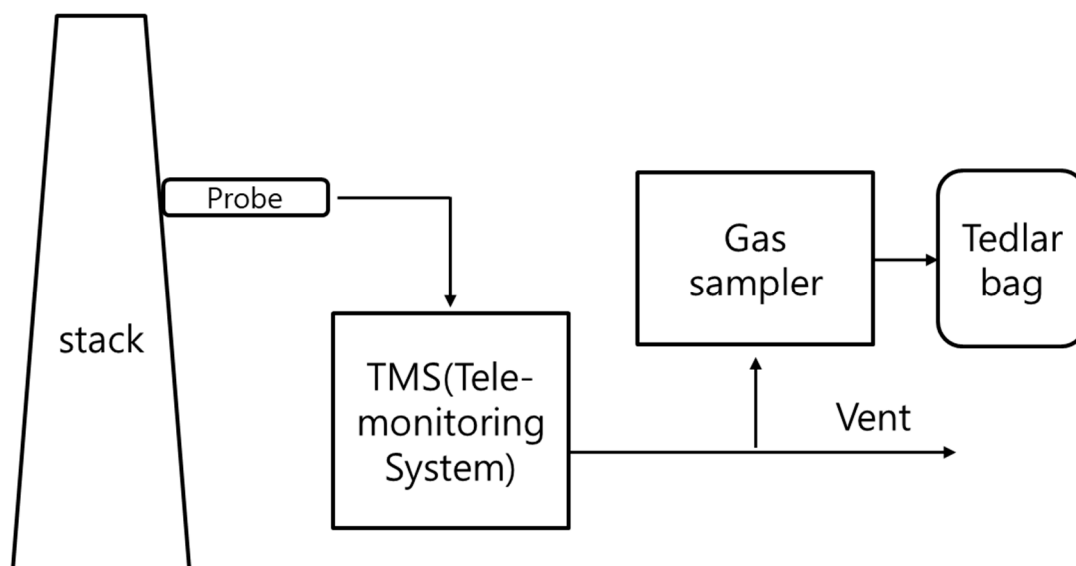 Probe
stack
TMS(Tele-
monitoring
System)
Gas
sampler
Tedlar
bag
Vent